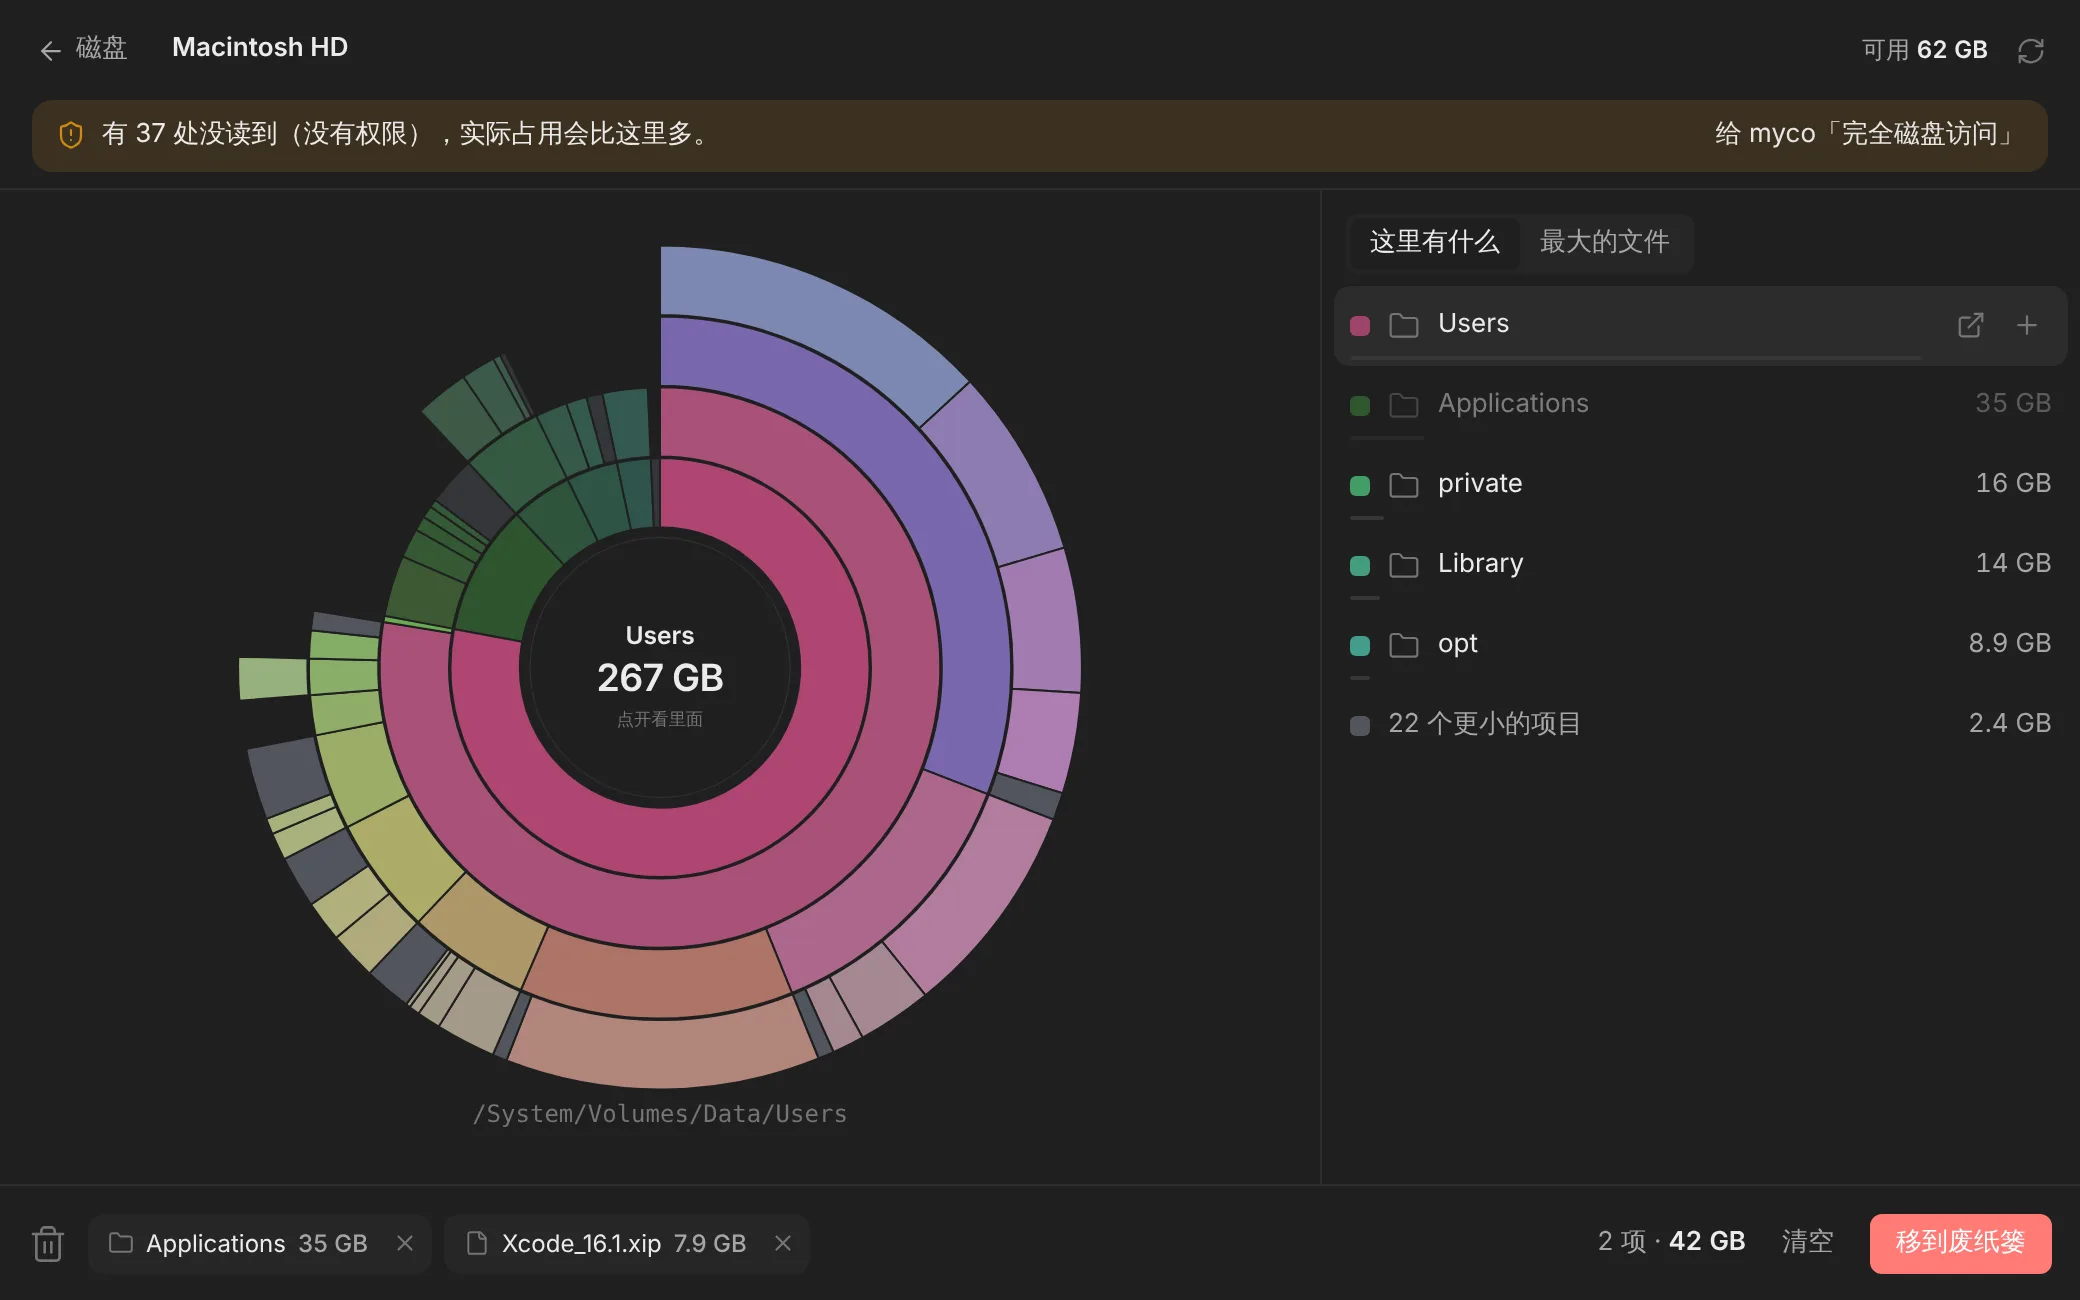 磁盘 Macintosh HD 可用 62 GB
有 37 处没读到（没有权限），实际占用会比这里多。 给 myco「完全磁盘访问」
这里有什么 最大的文件
Users
Applications 35 GB
private 16 GB
Library 14 GB
opt 8.9 GB
22 个更小的项目 2.4 GB
Users
267 GB
点开看里面
/System/Volumes/Data/Users
Applications 35 GB Xcode_16.1.xip 7.9 GB 2 项 · 42 GB 清空 移到废纸篓